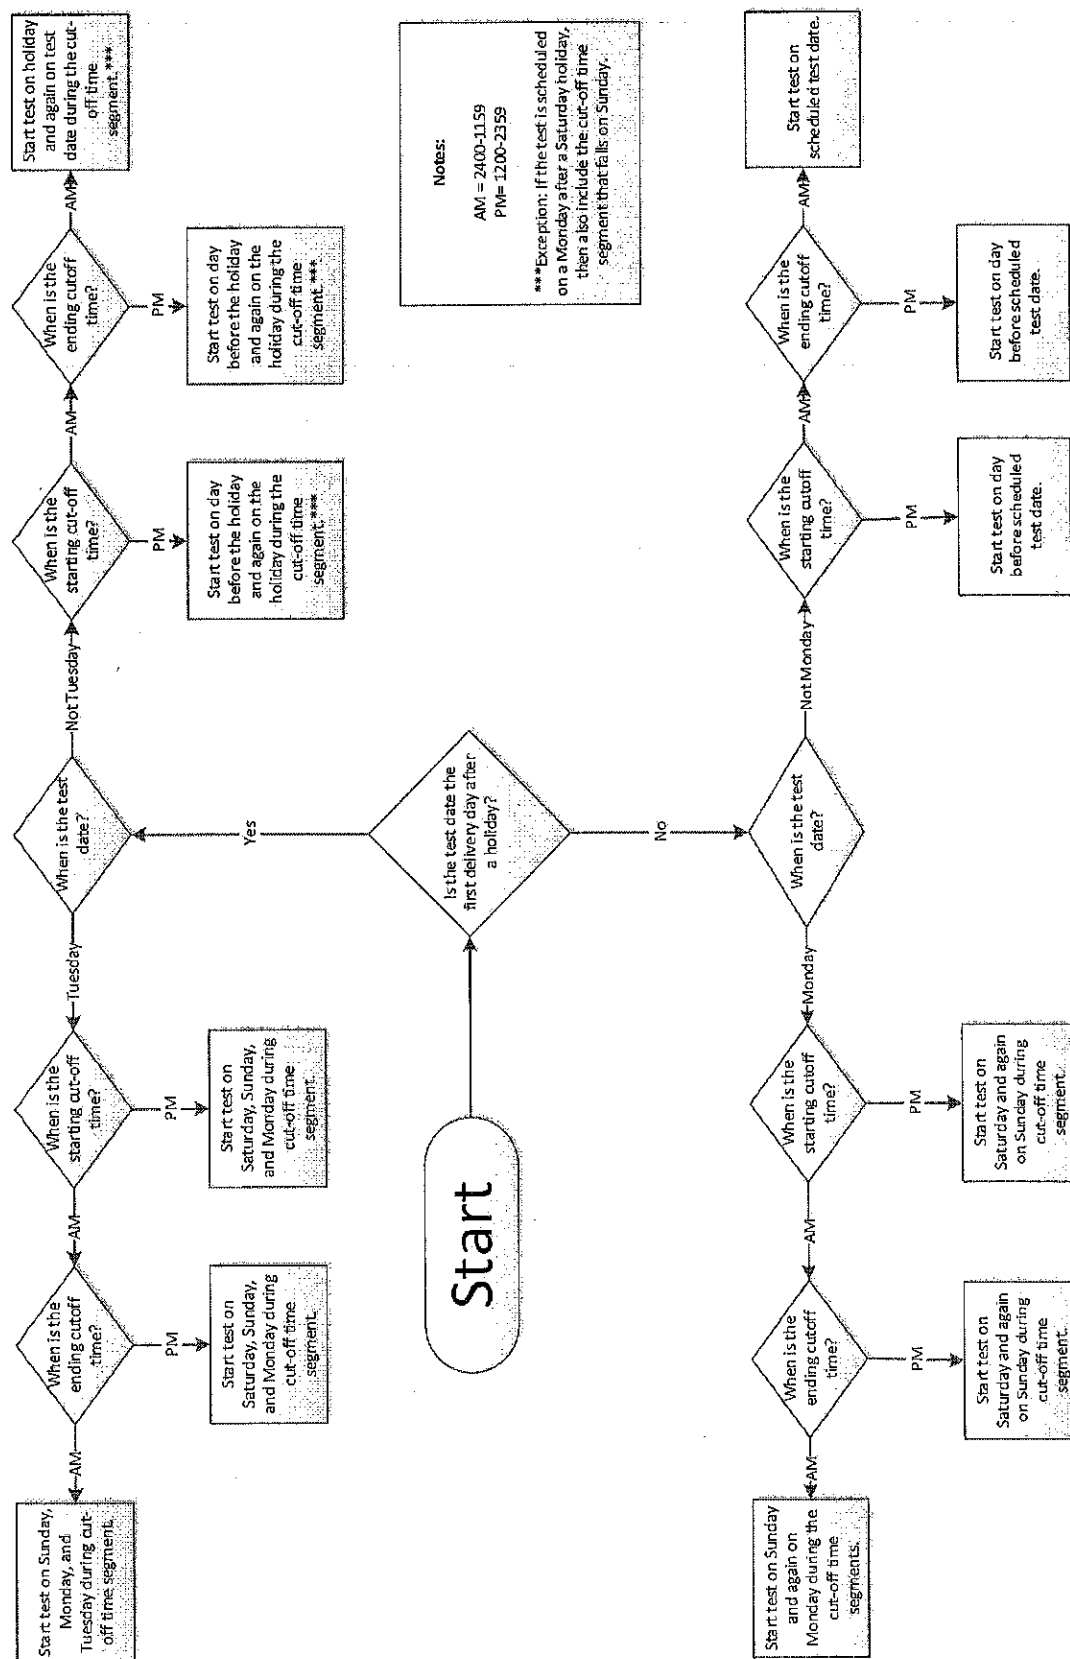 Start test on Sunday,
Monday, and
Tuesday during cut-
off time segment.
AM
When is the
ending cutoff
time?
PM
Start test on
Saturday, Sunday,
and Monday during
cut-off time
segment.
AM
When is the
starting cut-off
time?
PM
Start test on
Saturday, Sunday,
and Monday during
cut-off time
segment.
Tuesday
When is the test
date?
Not Tuesday
When is the
starting cut-off
time?
PM
Start test on day
before the holiday
and again on the
holiday during the
cut-off time
segment.***
AM
When is the
ending cutoff
time?
PM
Start test on day
before the holiday
and again on the
holiday during the
cut-off time
segment.***
AM
Start test on holiday
and again on test
date during the cut-
off time
segment.***
Yes
Start
Is the test date the
first delivery day after
a holiday?
No
Notes:
AM = 2400-1159
PM= 1200-2359
***Exception: If the test is scheduled
on a Monday after a Saturday holiday,
then also include the cut-off time
segment that falls on Sunday.
Start test on Sunday
and again on
Monday during the
cut-off time
segments.
AM
When is the
ending cutoff
time?
PM
Start test on
Saturday and again
on Sunday during
cut-off time
segment.
AM
When is the
starting cutoff
time?
PM
Start test on
Saturday and again
on Sunday during
cut-off time
segment.
Monday
When is the test
date?
Not Monday
When is the
starting cutoff
time?
PM
Start test on day
before scheduled
test date.
AM
When is the
ending cutoff
time?
PM
Start test on day
before scheduled
test date.
AM
Start test on
scheduled test date.